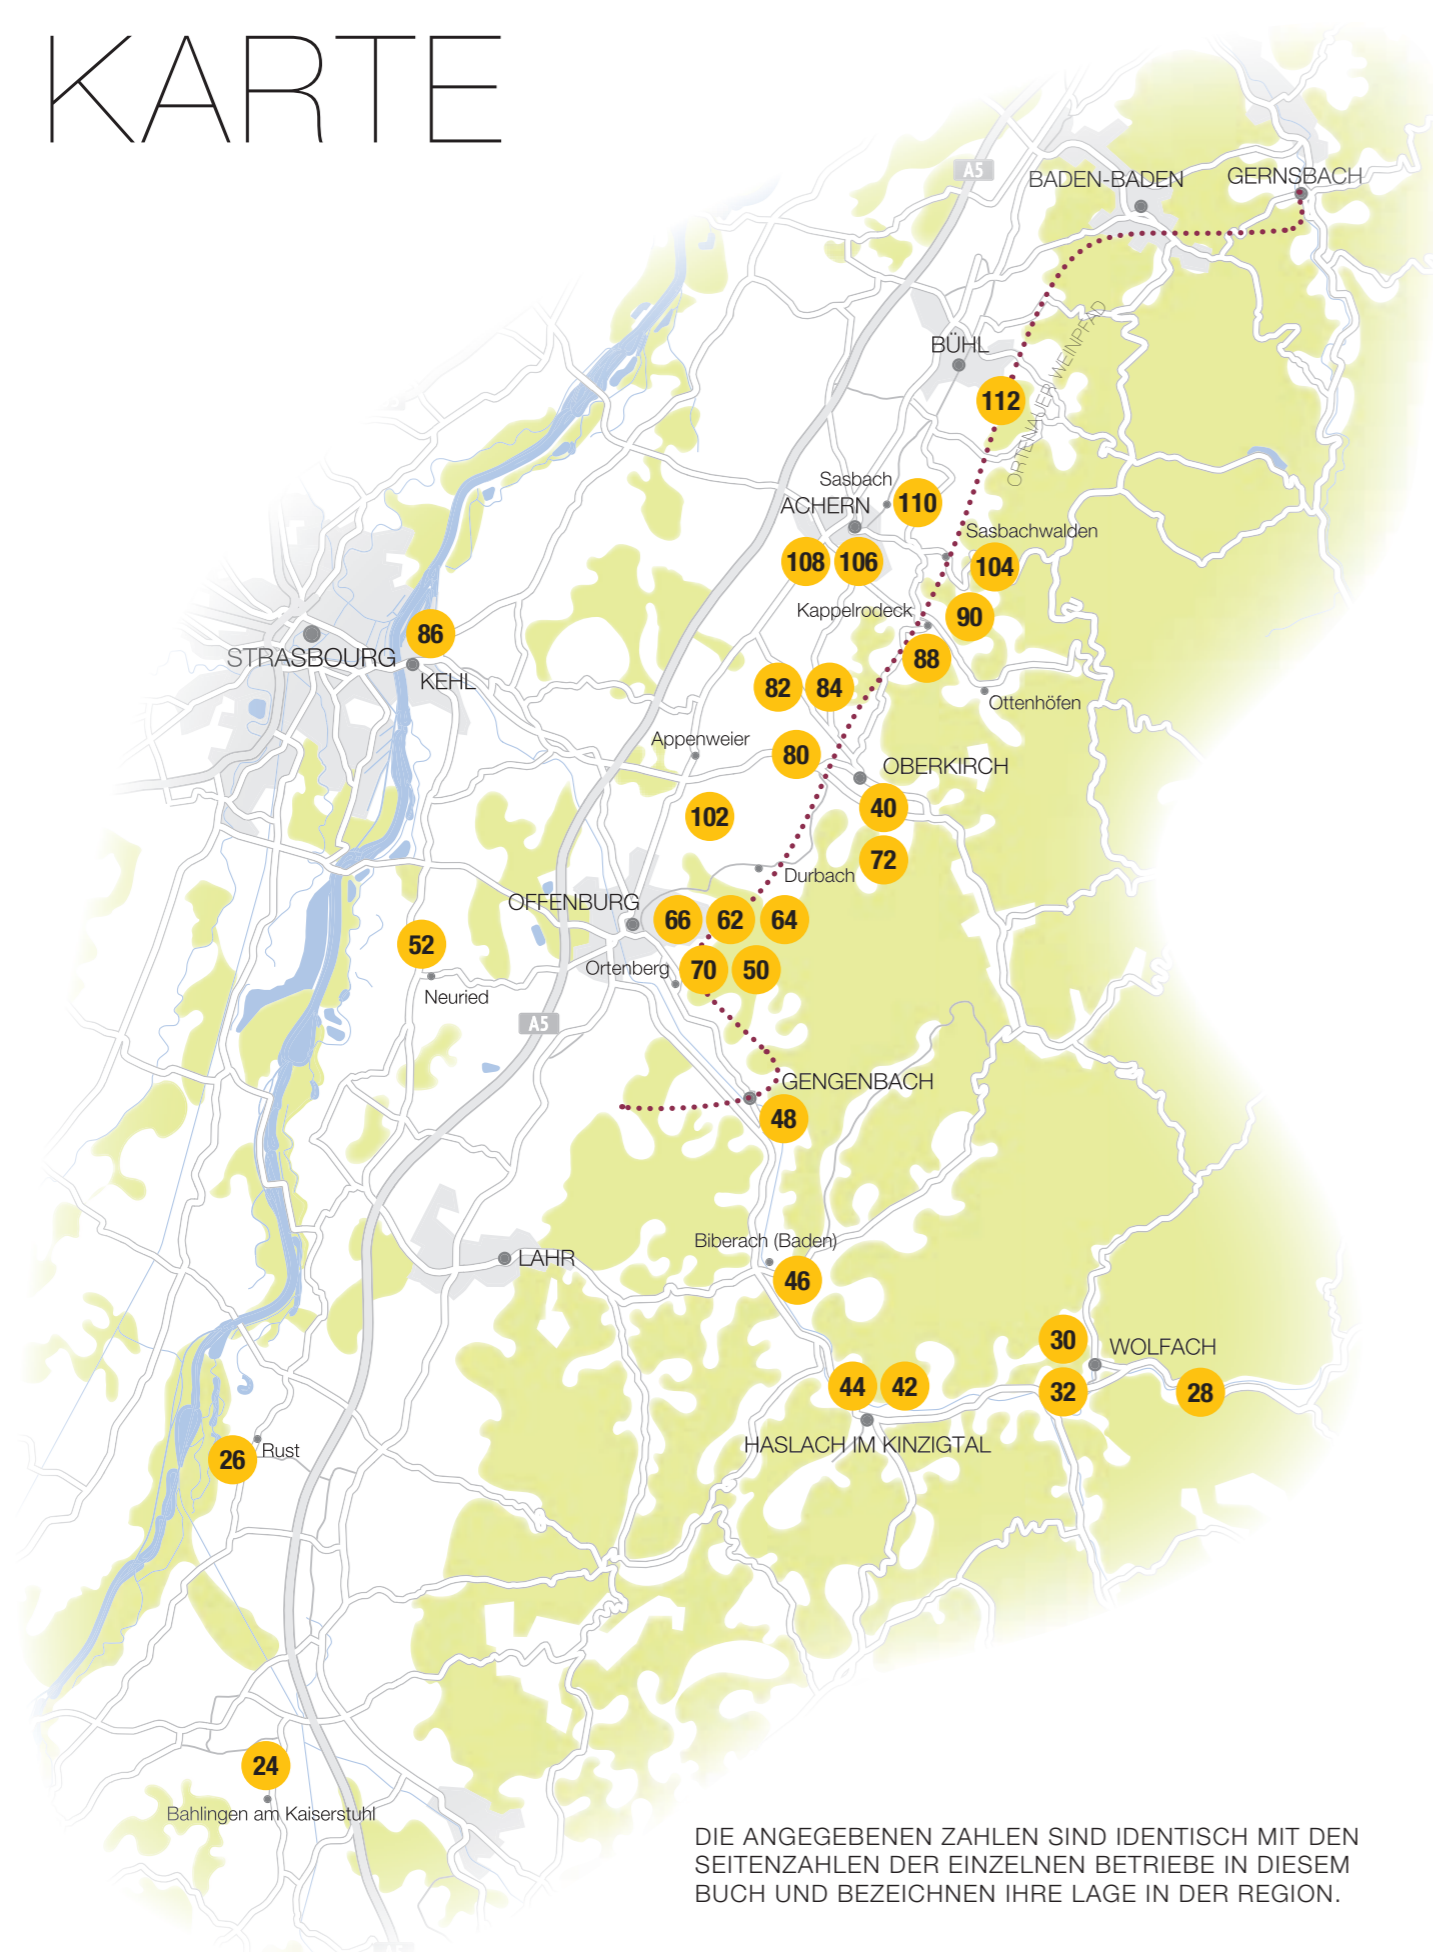 KARTE
A5
BADEN-BADEN
GERNSBACH
BÜHL
ORTENAUER WEINPFAD
112
Sasbach
110
ACHERN
Sasbachwalden
108
106
104
Kappelrodeck
90
86
STRASBOURG
KEHL
88
82
84
Ottenhöfen
Appenweier
80
OBERKIRCH
40
102
72
Durbach
OFFENBURG
66
62
64
52
Ortenberg
70
50
Neuried
A5
GENGENBACH
48
Biberach (Baden)
LAHR
46
30
WOLFACH
44
42
32
28
HASLACH IM KINZIGTAL
26
Rust
24
Bahlingen am Kaiserstuhl
DIE ANGEGEBENEN ZAHLEN SIND IDENTISCH MIT DEN
SEITENZAHLEN DER EINZELNEN BETRIEBE IN DIESEM
BUCH UND BEZEICHNEN IHRE LAGE IN DER REGION.